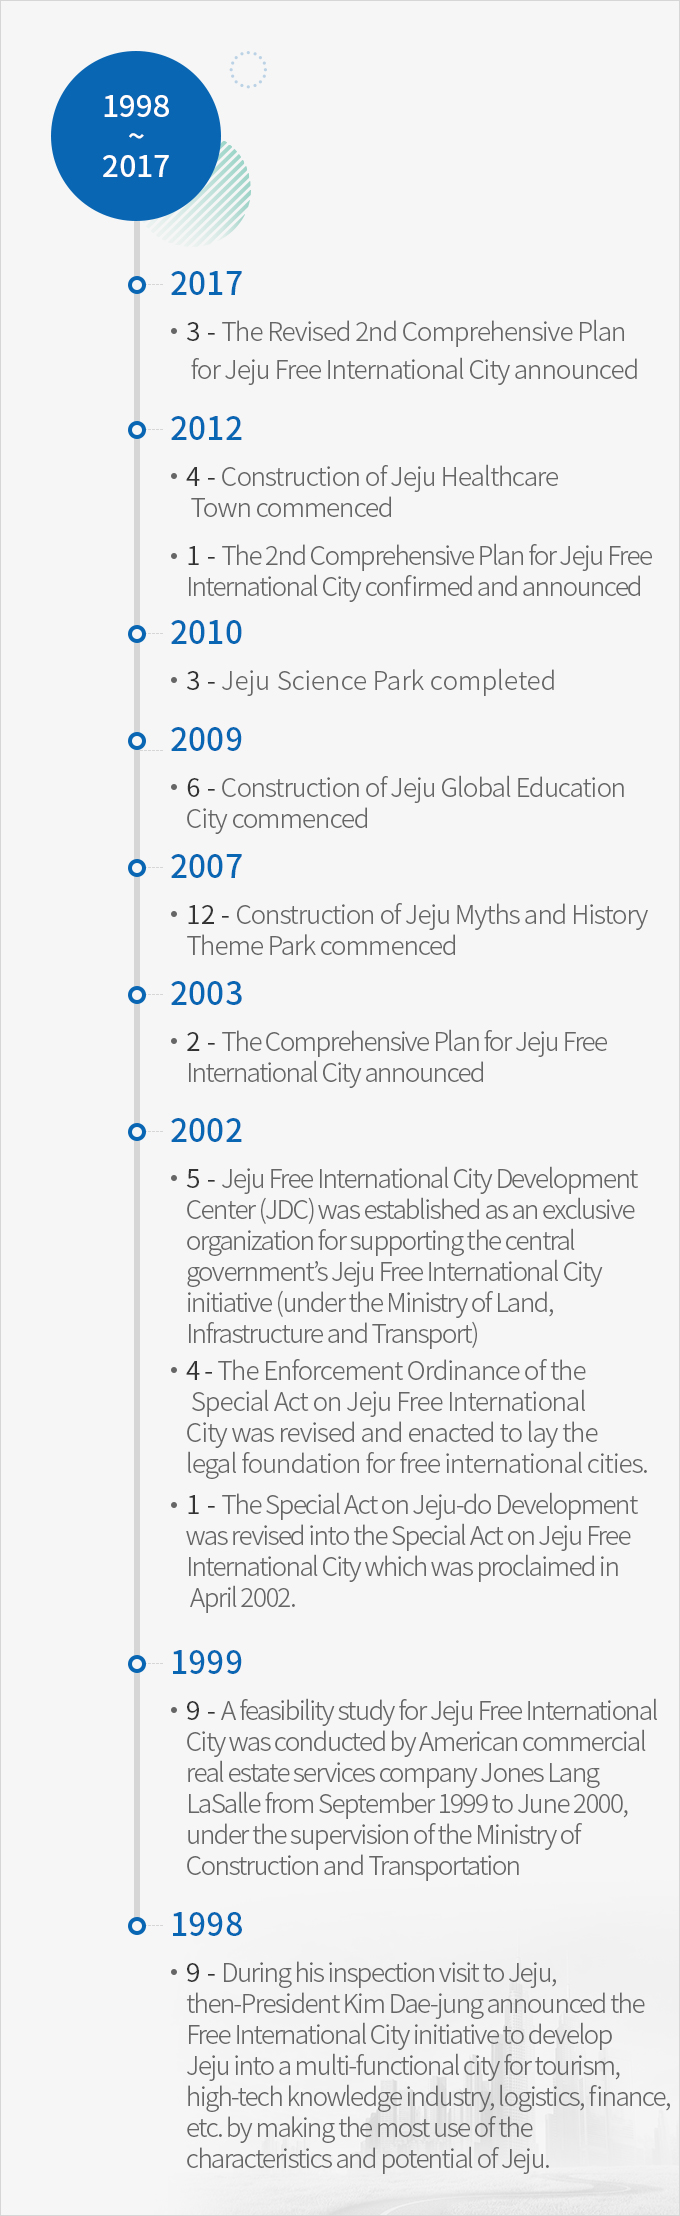 1998
~
2017
2017
• 3 - The Revised 2nd Comprehensive Plan
for Jeju Free International City announced
2012
• 4 - Construction of Jeju Healthcare
Town commenced
• 1 - The 2nd Comprehensive Plan for Jeju Free
International City confirmed and announced
2010
• 3 - Jeju Science Park completed
2009
• 6 - Construction of Jeju Global Education
City commenced
2007
• 12 - Construction of Jeju Myths and History
Theme Park commenced
2003
• 2 - The Comprehensive Plan for Jeju Free
International City announced
2002
• 5 - Jeju Free International City Development
Center (JDC) was established as an exclusive
organization for supporting the central
government’s Jeju Free International City
initiative (under the Ministry of Land,
Infrastructure and Transport)
• 4 - The Enforcement Ordinance of the
Special Act on Jeju Free International
City was revised and enacted to lay the
legal foundation for free international cities.
• 1 - The Special Act on Jeju-do Development
was revised into the Special Act on Jeju Free
International City which was proclaimed in
April 2002.
1999
• 9 - A feasibility study for Jeju Free International
City was conducted by American commercial
real estate services company Jones Lang
LaSalle from September 1999 to June 2000,
under the supervision of the Ministry of
Construction and Transportation
1998
• 9 - During his inspection visit to Jeju,
then-President Kim Dae-jung announced the
Free International City initiative to develop
Jeju into a multi-functional city for tourism,
high-tech knowledge industry, logistics, finance,
etc. by making the most use of the
characteristics and potential of Jeju.